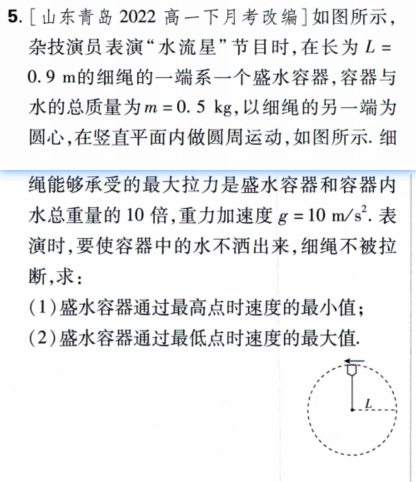 5. [山东青岛 2022 高一下月考改编]如图所示,
杂技演员表演“水流星”节目时,在长为 L =
0.9 m的细绳的一端系一个盛水容器,容器与
水的总质量为 m = 0.5 kg,以细绳的另一端为
圆心,在竖直平面内做圆周运动,如图所示. 细
绳能够承受的最大拉力是盛水容器和容器内
水总重量的 10 倍,重力加速度 g = 10 m/s². 表
演时,要使容器中的水不洒出来,细绳不被拉
断,求:
(1)盛水容器通过最高点时速度的最小值;
(2)盛水容器通过最低点时速度的最大值.
L